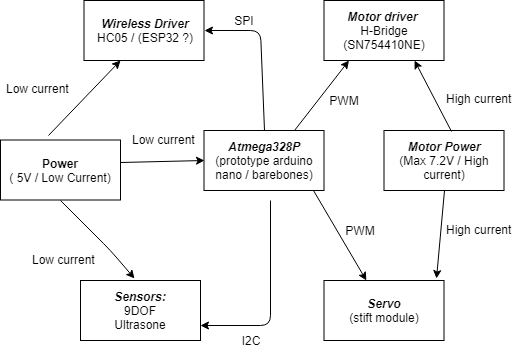 Wireless Driver
HC05 / (ESP32 ?)
SPI
Motor driver
H-Bridge
(SN754410NE)
Low current
PWM
High current
Low current
Power
( 5V / Low Current)
Atmega328P
(prototype arduino
nano / barebones)
Motor Power
(Max 7.2V / High
current)
PWM
High current
Low current
Sensors:
9DOF
Ultrasone
Servo
(stift module)
I2C